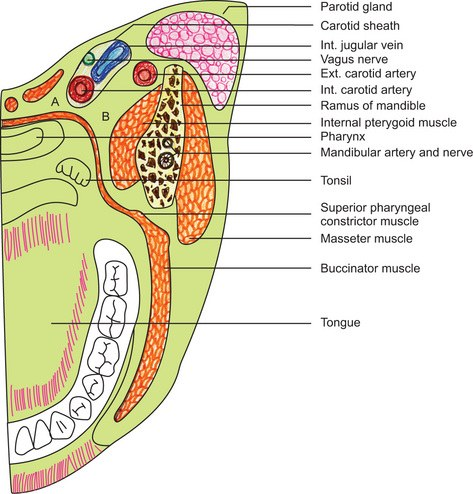 Parotid gland
Carotid sheath
Int. jugular vein
Vagus nerve
Ext. carotid artery
Int. carotid artery
Ramus of mandible
Internal pterygoid muscle
Pharynx
Mandibular artery and nerve
Tonsil
Superior pharyngeal
constrictor muscle
Masseter muscle
Buccinator muscle
Tongue
A
B